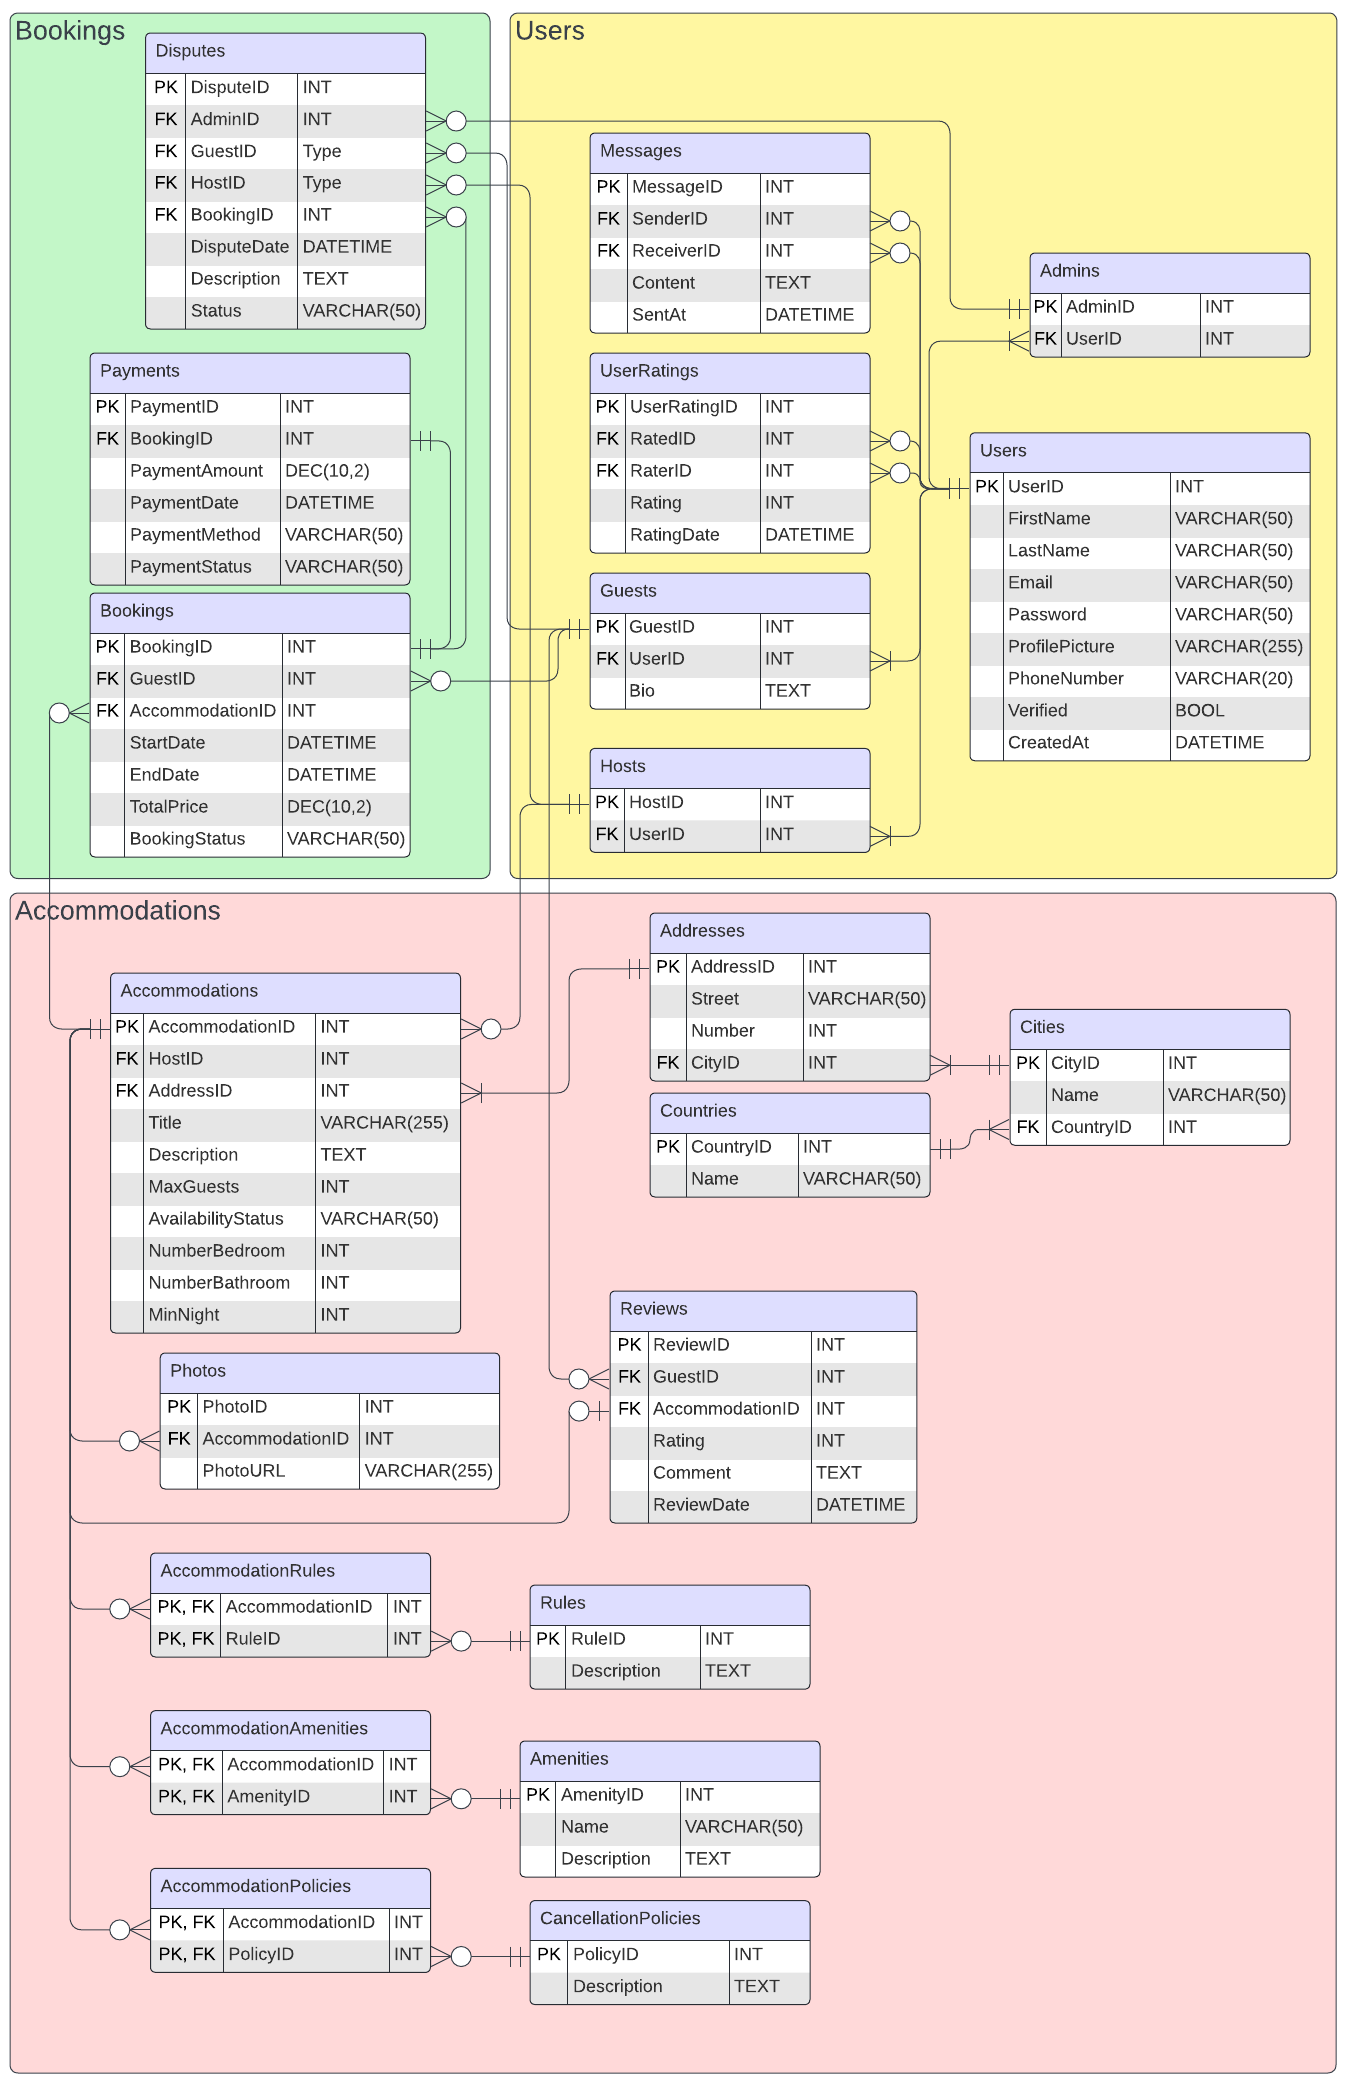 Bookings
Disputes
PK DisputeID INT
FK AdminID INT
FK GuestID Type
FK HostID Type
FK BookingID INT
DisputeDate DATETIME
Description TEXT
Status VARCHAR(50)
Payments
PK PaymentID INT
FK BookingID INT
PaymentAmount DEC(10,2)
PaymentDate DATETIME
PaymentMethod VARCHAR(50)
PaymentStatus VARCHAR(50)
Bookings
PK BookingID INT
FK GuestID INT
FK AccommodationID INT
StartDate DATETIME
EndDate DATETIME
TotalPrice DEC(10,2)
BookingStatus VARCHAR(50)
Users
Messages
PK MessageID INT
FK SenderID INT
FK ReceiverID INT
Content TEXT
SentAt DATETIME
UserRatings
PK UserRatingID INT
FK RatedID INT
FK RaterID INT
Rating INT
RatingDate DATETIME
Guests
PK GuestID INT
FK UserID INT
Bio TEXT
Hosts
PK HostID INT
FK UserID INT
Admins
PK AdminID INT
FK UserID INT
Users
PK UserID INT
FirstName VARCHAR(50)
LastName VARCHAR(50)
Email VARCHAR(50)
Password VARCHAR(50)
ProfilePicture VARCHAR(255)
PhoneNumber VARCHAR(20)
Verified BOOL
CreatedAt DATETIME
Accommodations
Accommodations
PK AccommodationID INT
FK HostID INT
FK AddressID INT
Title VARCHAR(255)
Description TEXT
MaxGuests INT
AvailabilityStatus VARCHAR(50)
NumberBedroom INT
NumberBathroom INT
MinNight INT
Addresses
PK AddressID INT
Street VARCHAR(50)
Number INT
FK CityID INT
Countries
PK CountryID INT
Name VARCHAR(50)
Cities
PK CityID INT
Name VARCHAR(50)
FK CountryID INT
Photos
PK PhotoID INT
FK AccommodationID INT
PhotoURL VARCHAR(255)
Reviews
PK ReviewID INT
FK GuestID INT
FK AccommodationID INT
Rating INT
Comment TEXT
ReviewDate DATETIME
AccommodationRules
PK, FK AccommodationID INT
PK, FK RuleID INT
Rules
PK RuleID INT
Description TEXT
AccommodationAmenities
PK, FK AccommodationID INT
PK, FK AmenityID INT
Amenities
PK AmenityID INT
Name VARCHAR(50)
Description TEXT
AccommodationPolicies
PK, FK AccommodationID INT
PK, FK PolicyID INT
CancellationPolicies
PK PolicyID INT
Description TEXT